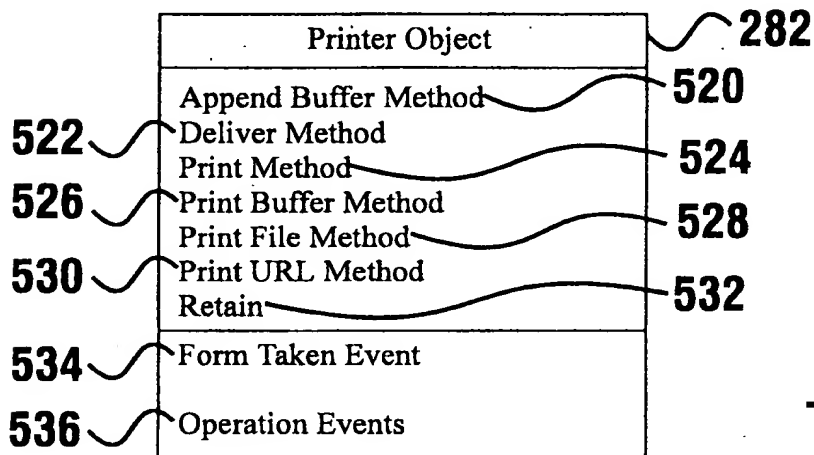 Printer Object 282
Append Buffer Method 520
522 Deliver Method
Print Method 524
526 Print Buffer Method
Print File Method 528
530 Print URL Method
Retain 532
534 Form Taken Event
536 Operation Events